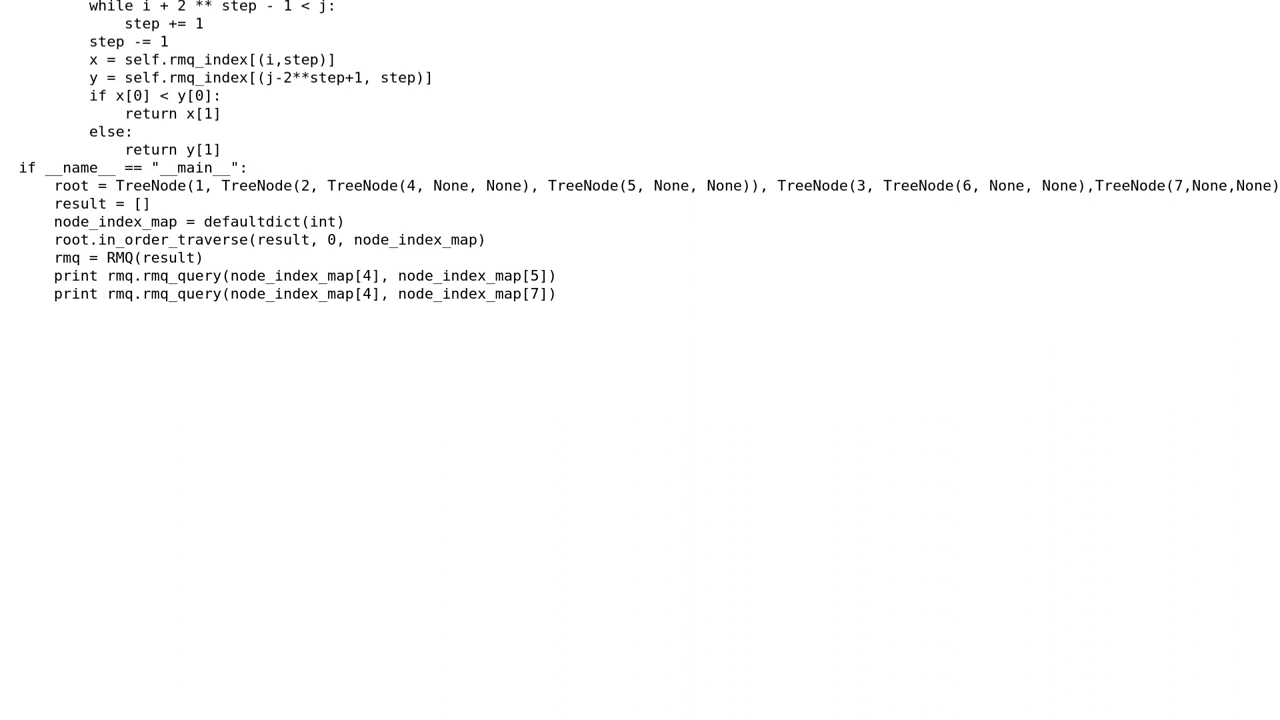 while i + 2 ** step - 1 < j:
            step += 1
        step -= 1
        x = self.rmq_index[(i,step)]
        y = self.rmq_index[(j-2**step+1, step)]
        if x[0] < y[0]:
            return x[1]
        else:
            return y[1]
if __name__ == "__main__":
    root = TreeNode(1, TreeNode(2, TreeNode(4, None, None), TreeNode(5, None, None)), TreeNode(3, TreeNode(6, None, None),TreeNode(7,None,None)
    result = []
    node_index_map = defaultdict(int)
    root.in_order_traverse(result, 0, node_index_map)
    rmq = RMQ(result)
    print rmq.rmq_query(node_index_map[4], node_index_map[5])
    print rmq.rmq_query(node_index_map[4], node_index_map[7])